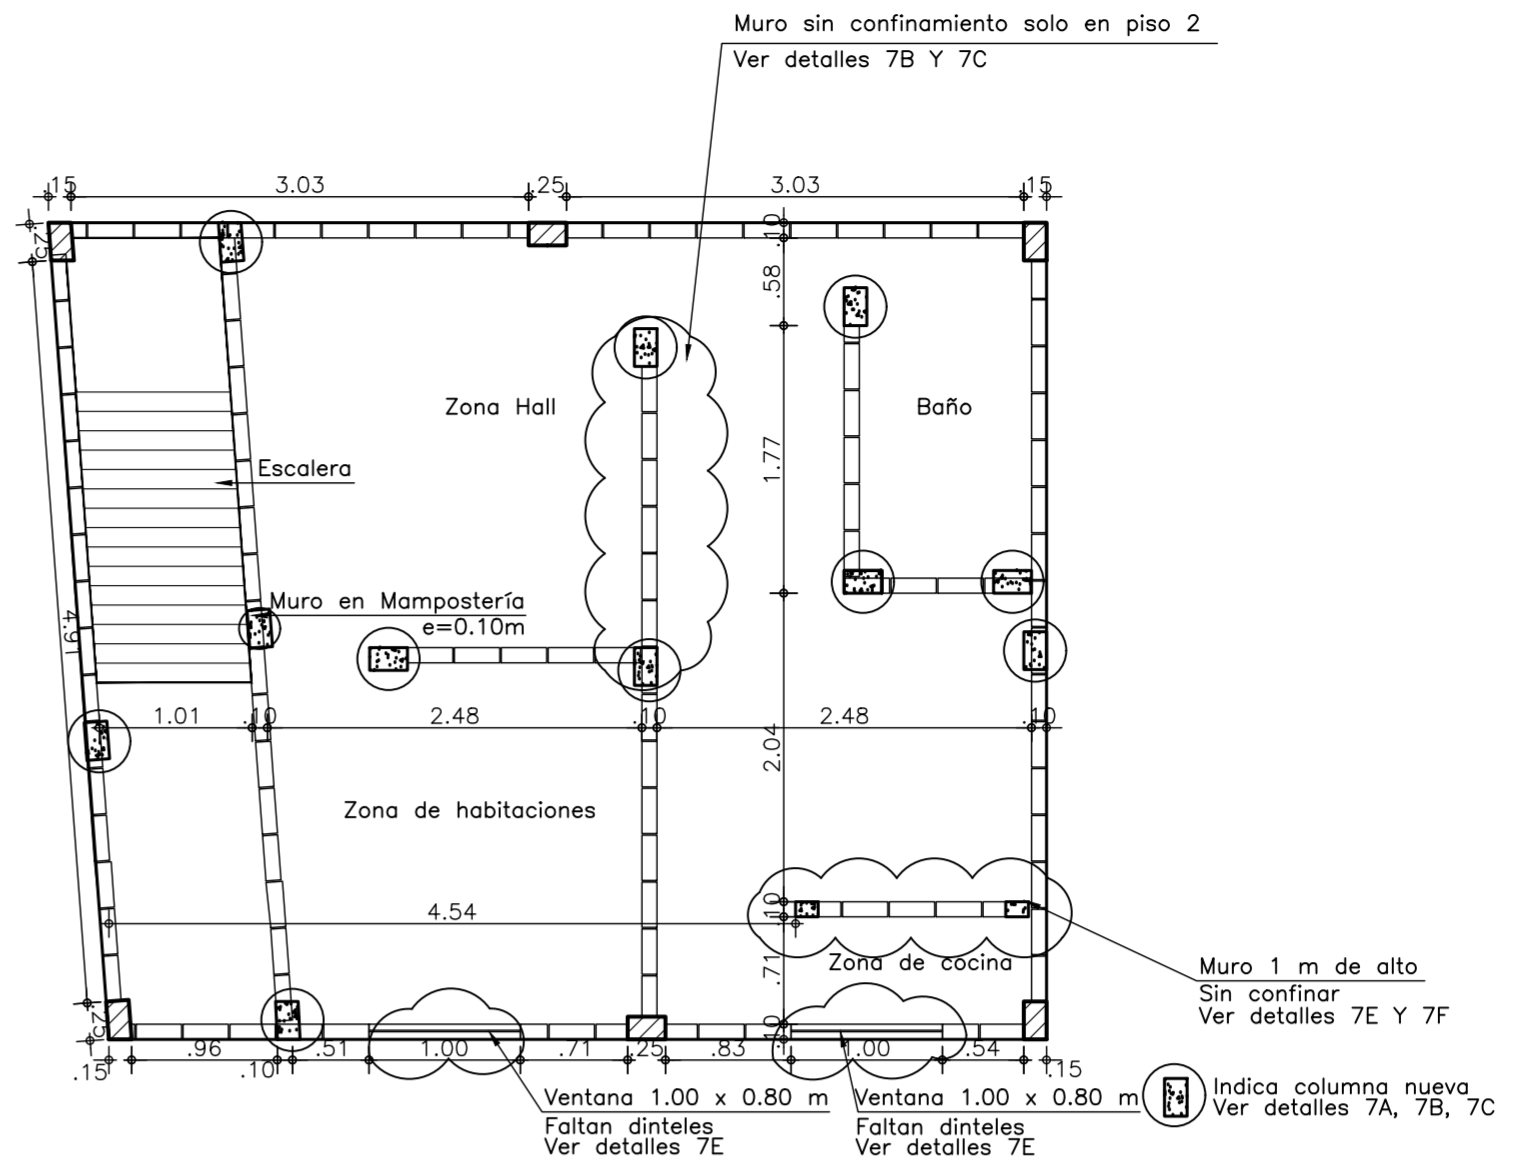 Muro sin confinamiento solo en piso 2
Ver detalles 7B Y 7C
.15
3.03
.25
3.03
.15
.25
.10
.58
Zona Hall
Baño
Escalera
1.77
Muro en Mampostería
e=0.10m
4.91
1.01
.10
2.48
.10
2.48
.10
2.04
Zona de habitaciones
4.54
.10
Zona de cocina
.71
Muro 1 m de alto
Sin confinar
Ver detalles 7E Y 7F
.25
.10
.15
.96
.10
.51
1.00
.71
.25
.83
1.00
.54
.15
Ventana 1.00 x 0.80 m
Faltan dinteles
Ver detalles 7E
Ventana 1.00 x 0.80 m
Faltan dinteles
Ver detalles 7E
Indica columna nueva
Ver detalles 7A, 7B, 7C